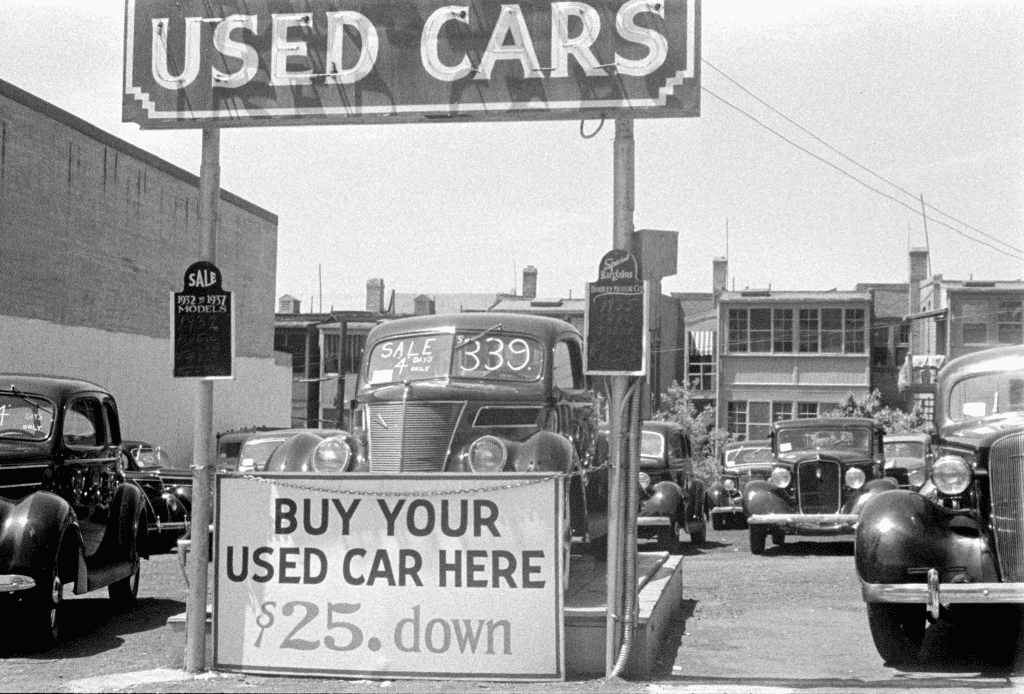 USED CARS
SALE
1932 to 1937
MODELS
Special
Bargains
SALE
4 DAYS
ONLY
$339.
BUY YOUR
USED CAR HERE
$25. down